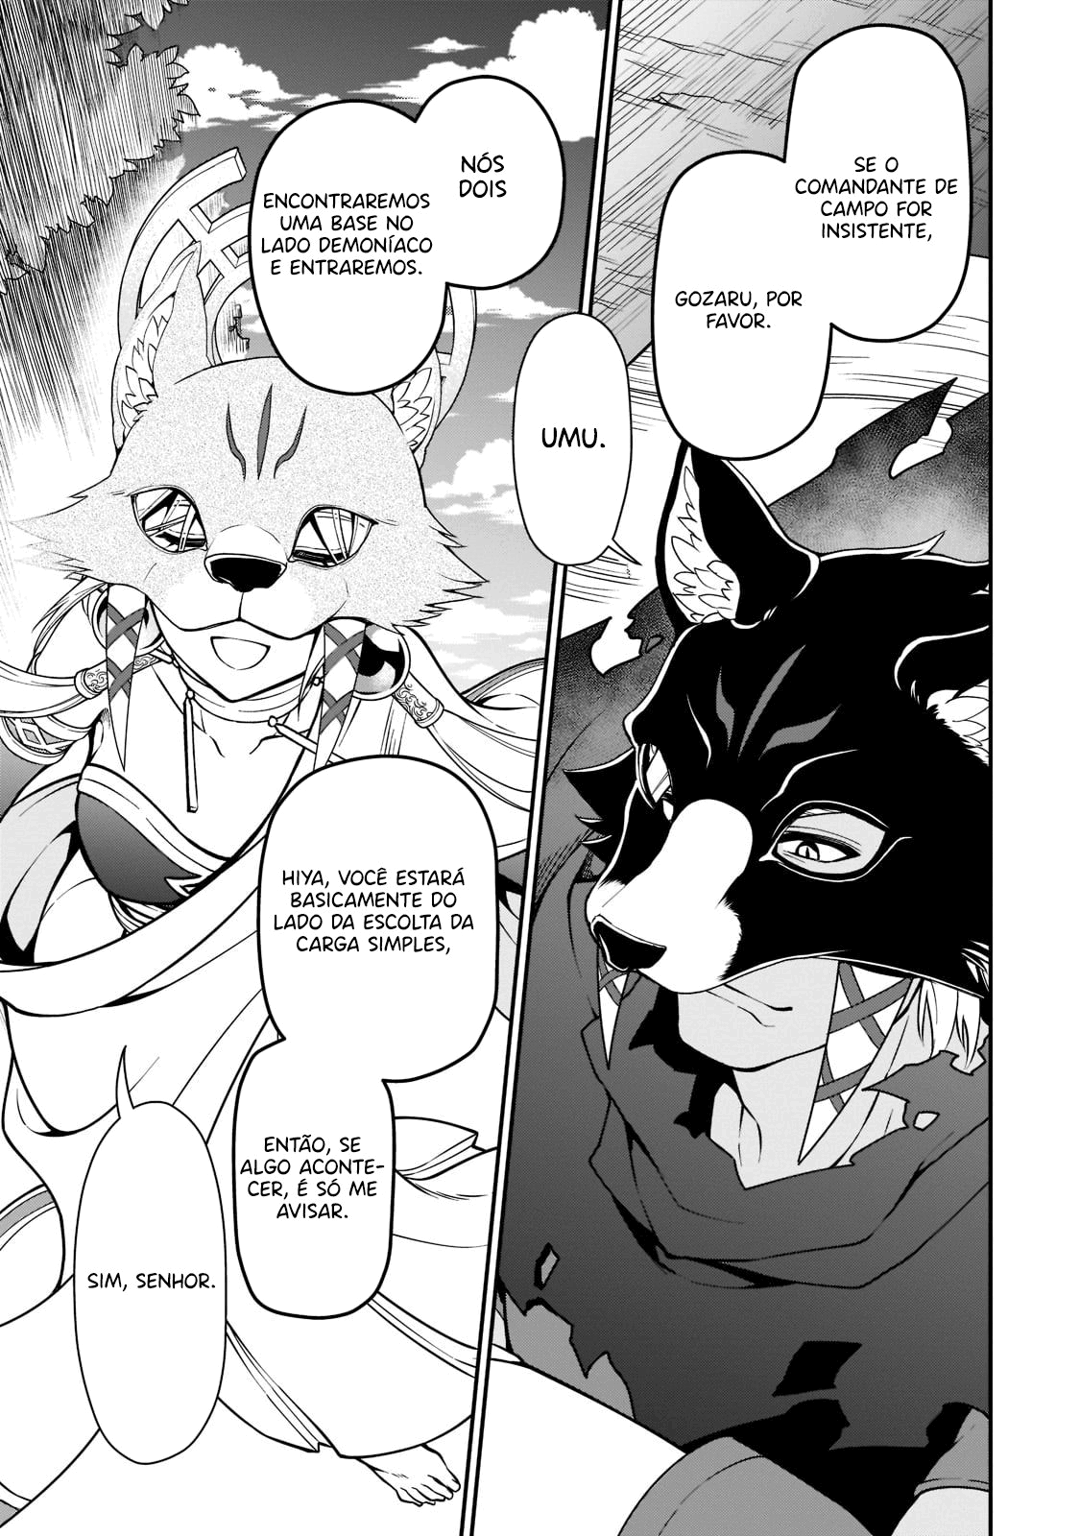 SE O
COMANDANTE DE
CAMPO FOR
INSISTENTE,
GOZARU, POR
FAVOR.
UMU.
NÓS
DOIS
ENCONTRAREMOS
UMA BASE NO
LADO DEMONÍACO
E ENTRAREMOS.
HIYA, VOCÊ ESTARÁ
BASICAMENTE DO
LADO DA ESCOLTA DA
CARGA SIMPLES,
ENTÃO, SE
ALGO ACONTE-
CER, É SÓ ME
AVISAR.
SIM, SENHOR.